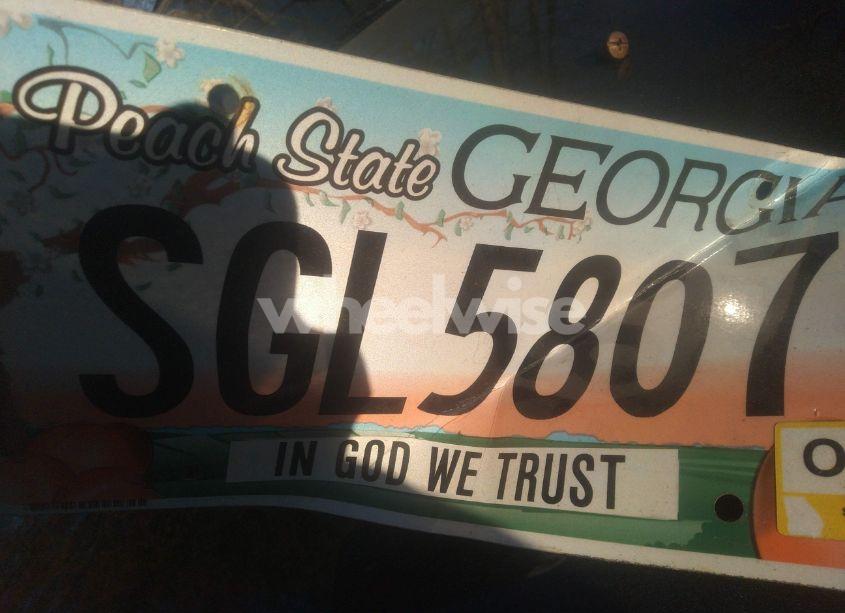 Peach State GEORGIA
SGL5807
wheelwise
IN GOD WE TRUST
O